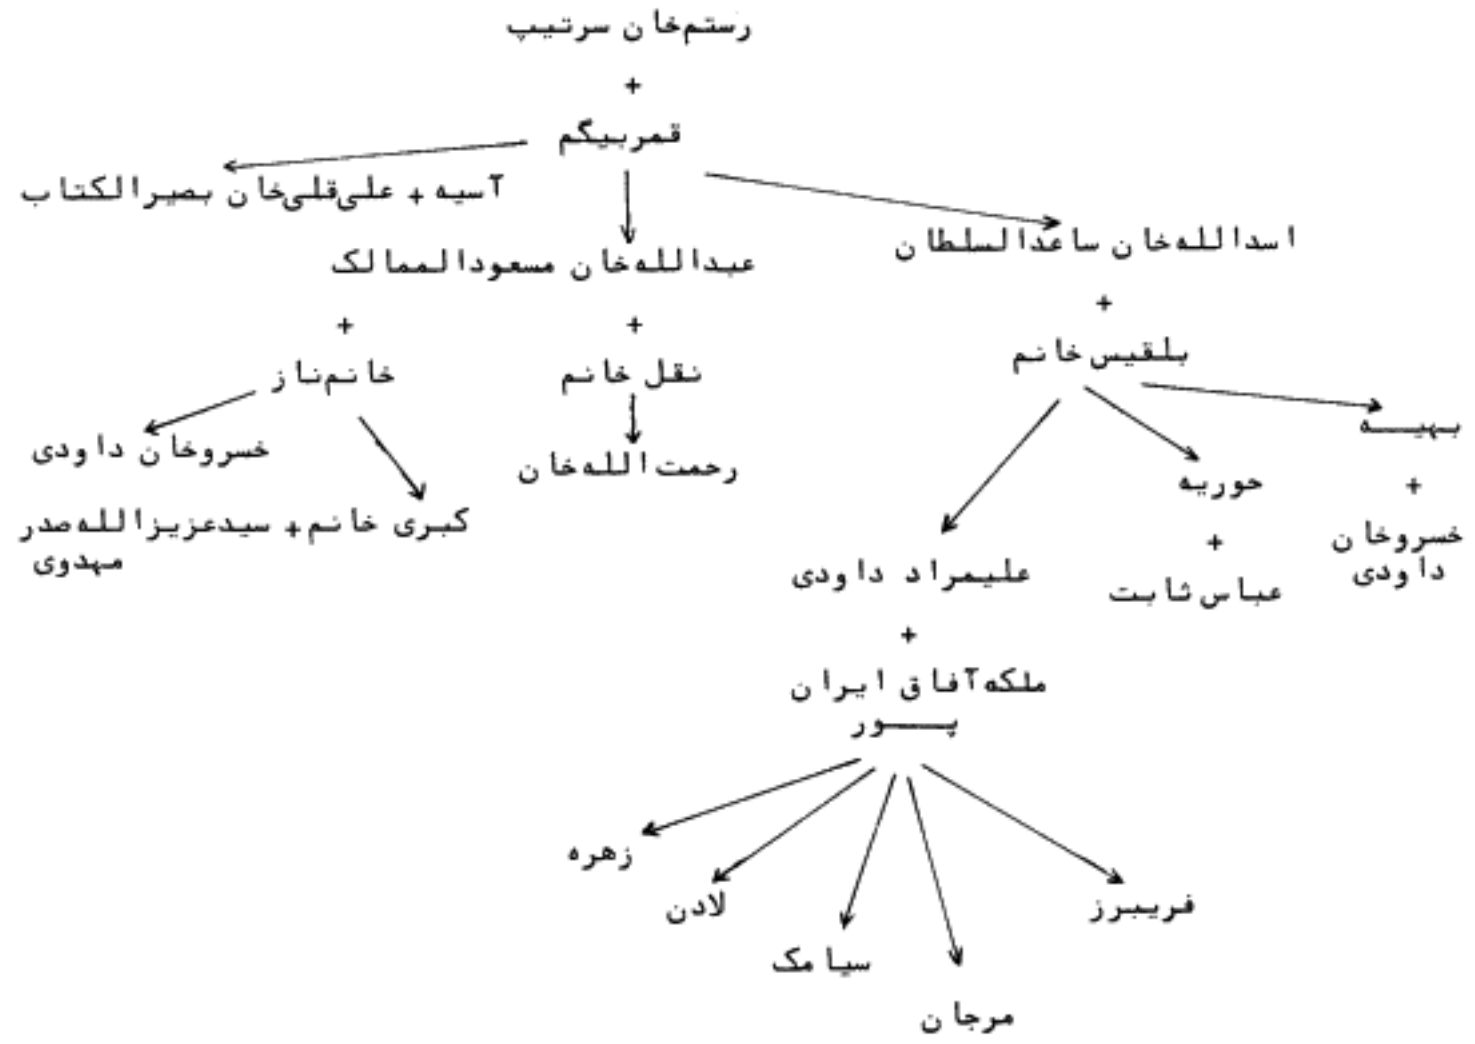 رستم‌خان سرتیپ
+
قمربیگم
آسیه + علی‌قلی‌خان بصیرالکتاب
اسدالله‌خان ساعدالسلطان
عبدالله‌خان مسعودالممالک
+
+
+
بلقیس خانم
نقل خانم
خانم‌ناز
بهیه
خسروخان داودی
رحمت‌الله‌خان
حوریه
+
کبری خانم + سیدعزیزالله‌صدر
مهدوی
+
خسروخان
داودی
علیمراد داودی
عباس ثابت
+
ملکه‌آفاق ایران
پور
زهره
لادن
فریبرز
سیامک
مرجان